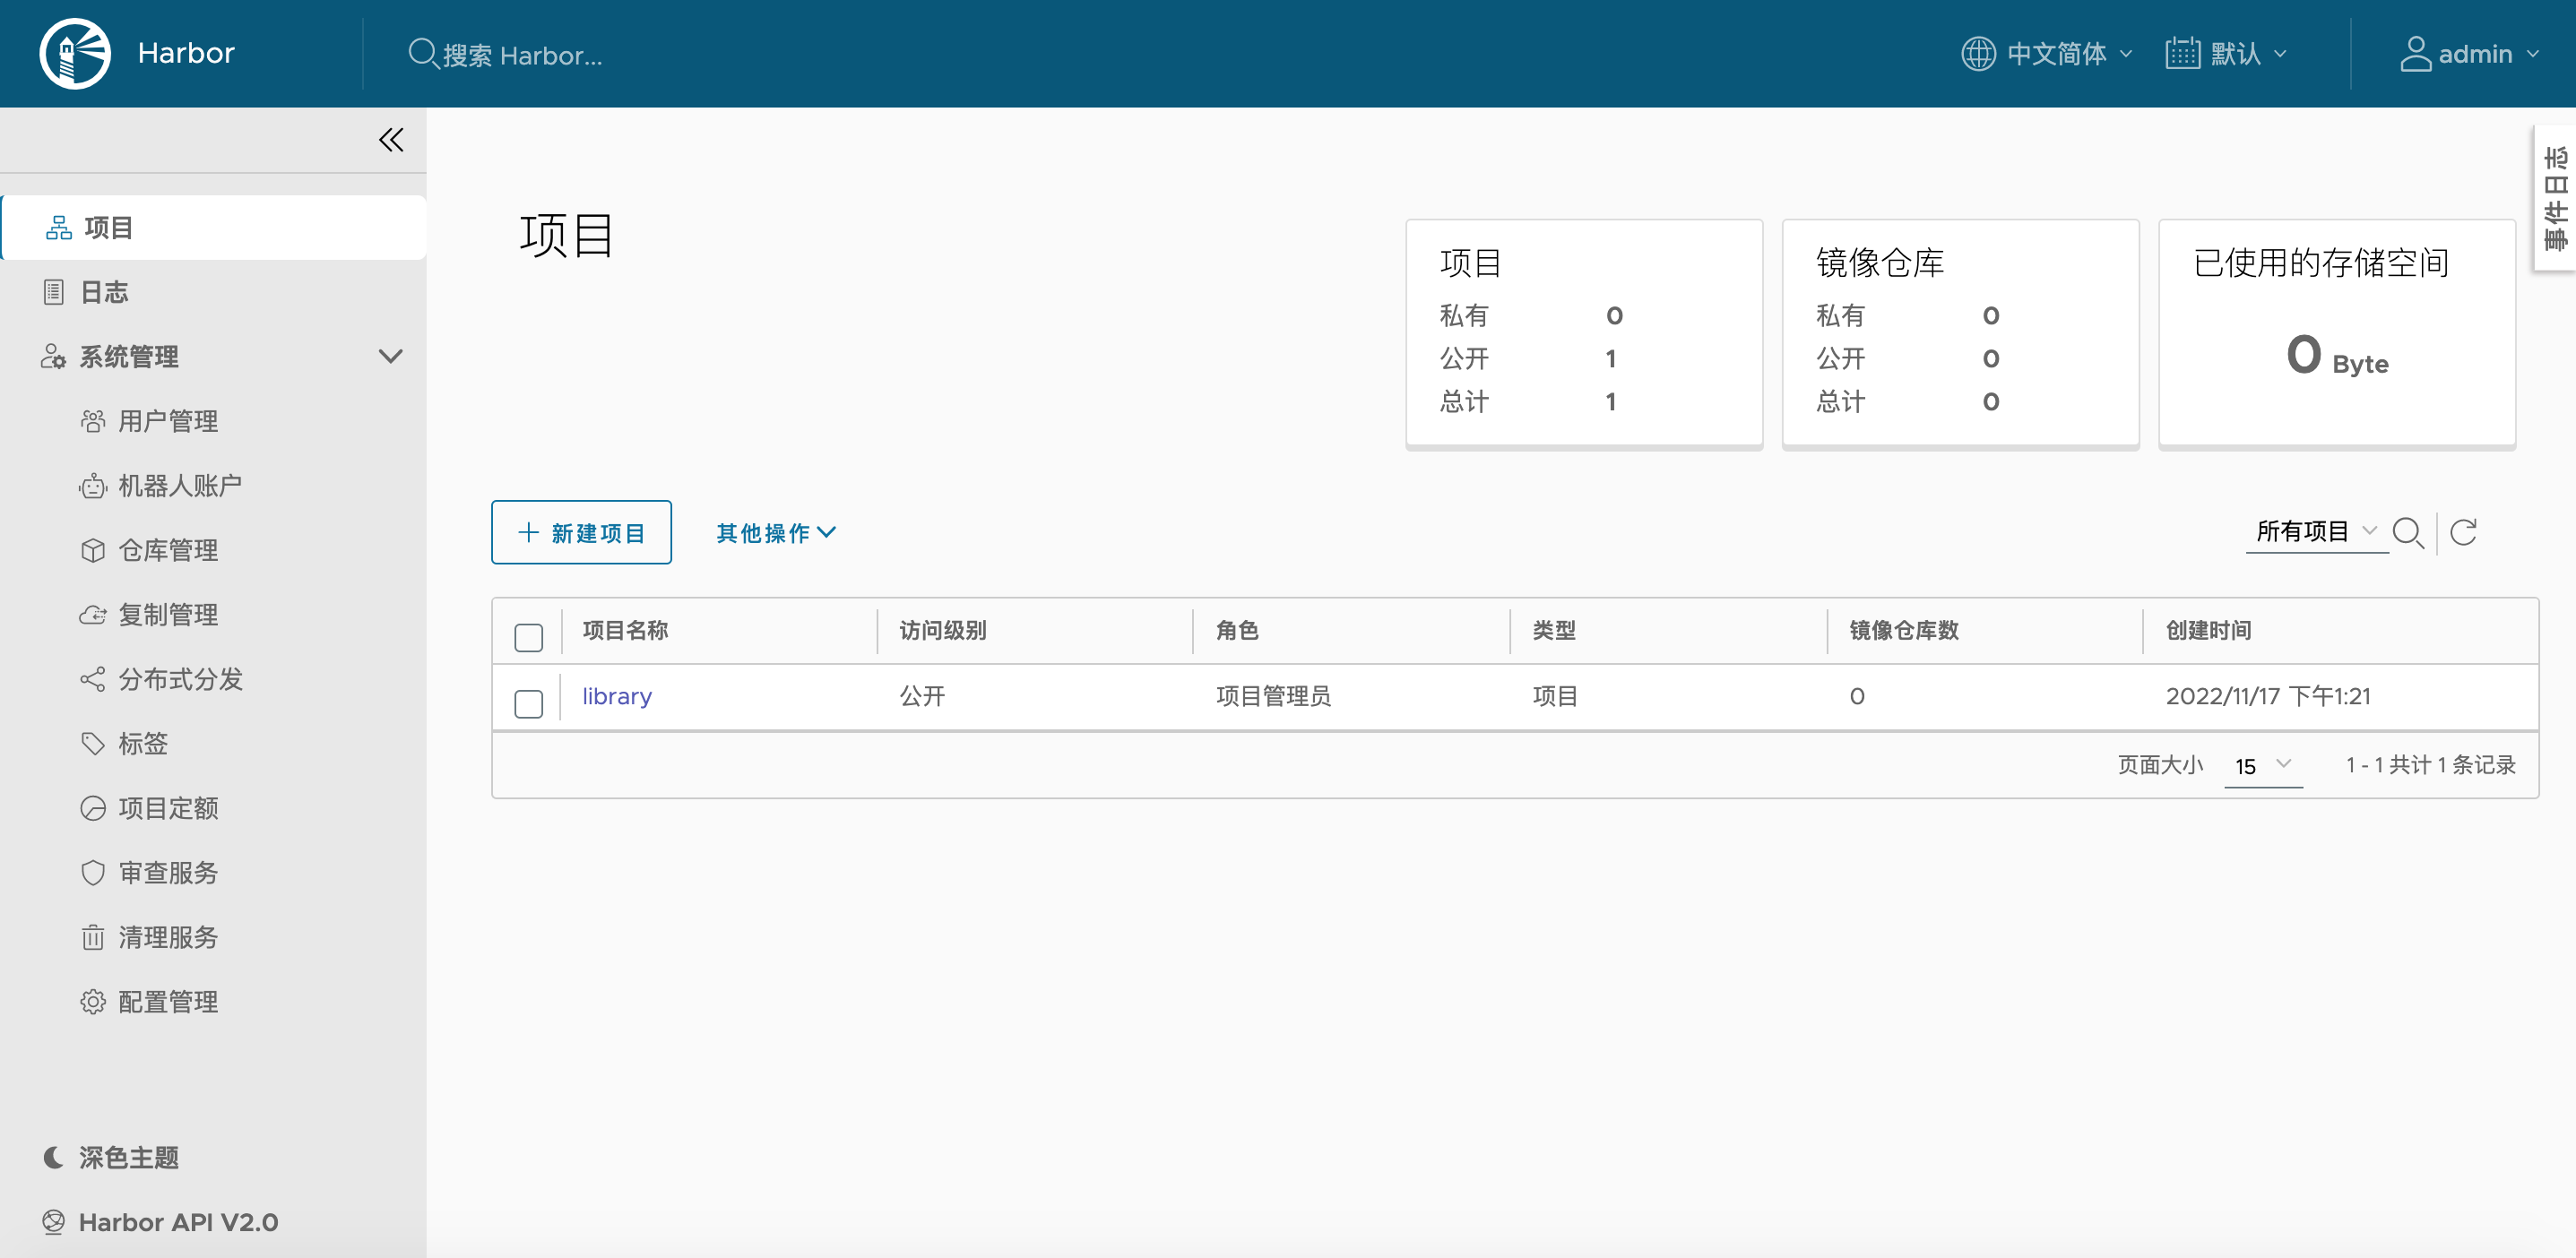 Harbor
搜索 Harbor...
中文简体
默认
admin
事件日志
项目
日志
系统管理
用户管理
机器人账户
仓库管理
复制管理
分布式分发
标签
项目定额
审查服务
清理服务
配置管理
深色主题
Harbor API V2.0
项目
项目
私有 0
公开 1
总计 1
镜像仓库
私有 0
公开 0
总计 0
已使用的存储空间
0 Byte
+ 新建项目
其他操作
所有项目
项目名称 访问级别 角色 类型 镜像仓库数 创建时间
library 公开 项目管理员 项目 0 2022/11/17 下午1:21
页面大小 15 1 - 1 共计 1 条记录